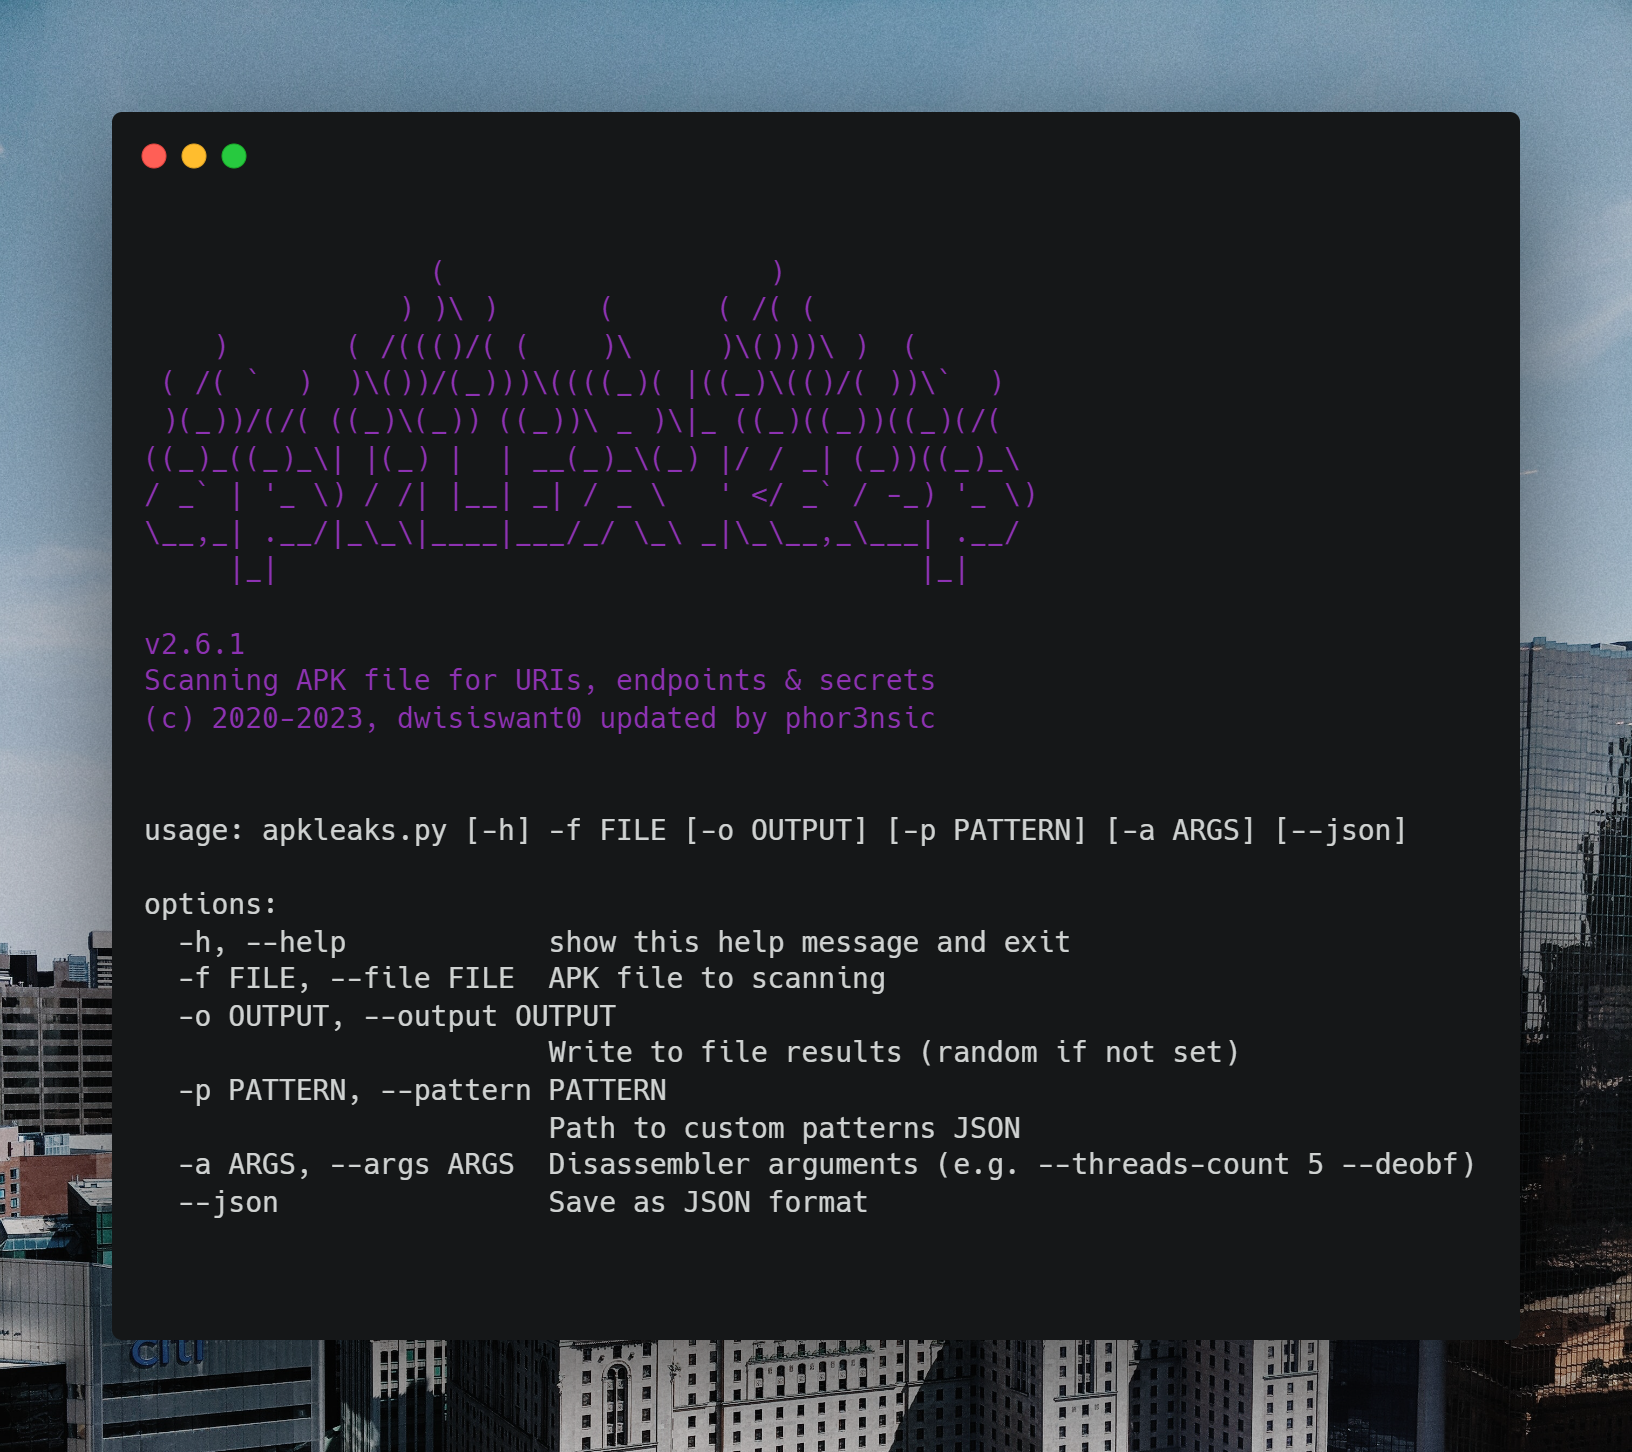 (                    )
) )\ )      (      ( /( (
)       ( /((()/( (    )\     )\()))\ )  (
( /( `  )  )\())/(_)))\((((_)( |((_)\(()/( ))\`  )
)(_))/(/( ((_)\(_)) ((_))\ _ )\|_ ((_)((_))((_)(/(
((_)_((_)_\| |(_) |  | __(_)_\(_) |/ / _| (_))((_)_\
/ _` | '_ \) / /| |__| _| / _ \   ' </ _` / -_) '_ \)
\__,_| .__/|_\_\|____|___/_/ \_\ _|\_\__,_\___| .__/
|_|                                      |_|
v2.6.1
Scanning APK file for URIs, endpoints & secrets
(c) 2020-2023, dwisiswant0 updated by phor3nsic
usage: apkleaks.py [-h] -f FILE [-o OUTPUT] [-p PATTERN] [-a ARGS] [--json]
options:
-h, --help            show this help message and exit
-f FILE, --file FILE  APK file to scanning
-o OUTPUT, --output OUTPUT
Write to file results (random if not set)
-p PATTERN, --pattern PATTERN
Path to custom patterns JSON
-a ARGS, --args ARGS  Disassembler arguments (e.g. --threads-count 5 --deobf)
--json                Save as JSON format
citi